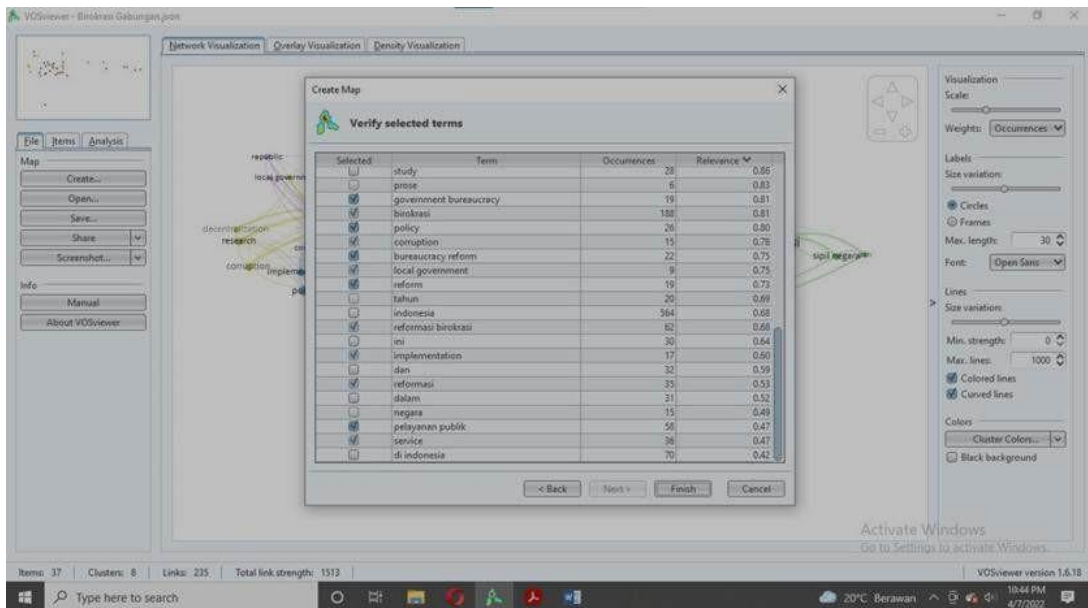 VOSviewer - Birokrasi Gabungan.json
Network Visualization Overlay Visualization Density Visualization
File Items Analysis
Map
Create...
Open...
Save...
Share
Screenshot...
Info
Manual
About VOSviewer
republic
decentralization
research
corruption
sipil negara
Create Map
Verify selected terms
Selected Term Occurrences Relevance
study 28 0.86
prose 6 0.83
government bureaucracy 19 0.81
birokrasi 188 0.81
policy 26 0.80
corruption 15 0.78
bureaucracy reform 22 0.75
local government 9 0.75
reform 19 0.73
tahun 20 0.69
indonesia 564 0.68
reformasi birokrasi 62 0.68
ini 30 0.64
implementation 17 0.60
dan 32 0.59
reformasi 35 0.53
dalam 31 0.52
negara 15 0.49
pelayanan publik 58 0.47
service 36 0.47
di indonesia 70 0.42
< Back Next > Finish Cancel
Visualization
Scale:
Weights: Occurrences
Labels
Size variation:
Circles
Frames
Max. length: 30
Font: Open Sans
Lines
Size variation:
Min. strength: 0
Max. lines: 1000
Colored lines
Curved lines
Colors
Cluster Colors...
Black background
Activate Windows
Go to Settings to activate Windows.
Items: 37 Clusters: 8 Links: 235 Total link strength: 1513
VOSviewer version 1.6.18
Type here to search
20°C Berawan
10:44 PM
4/7/2022